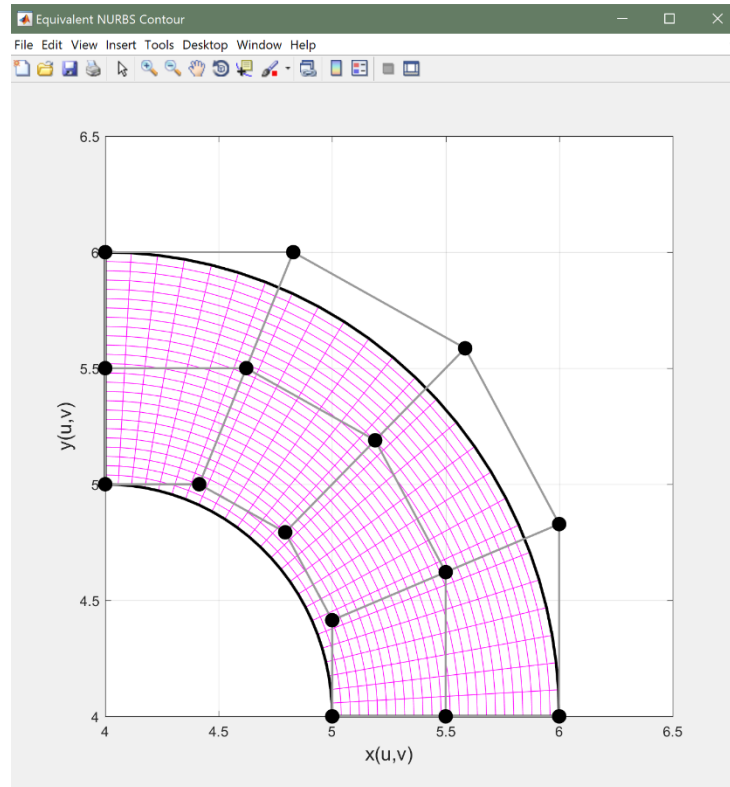 Equivalent NURBS Contour
File Edit View Insert Tools Desktop Window Help
6.5
6
5.5
5
4.5
4
y(u,v)
4 4.5 5 5.5 6 6.5
x(u,v)